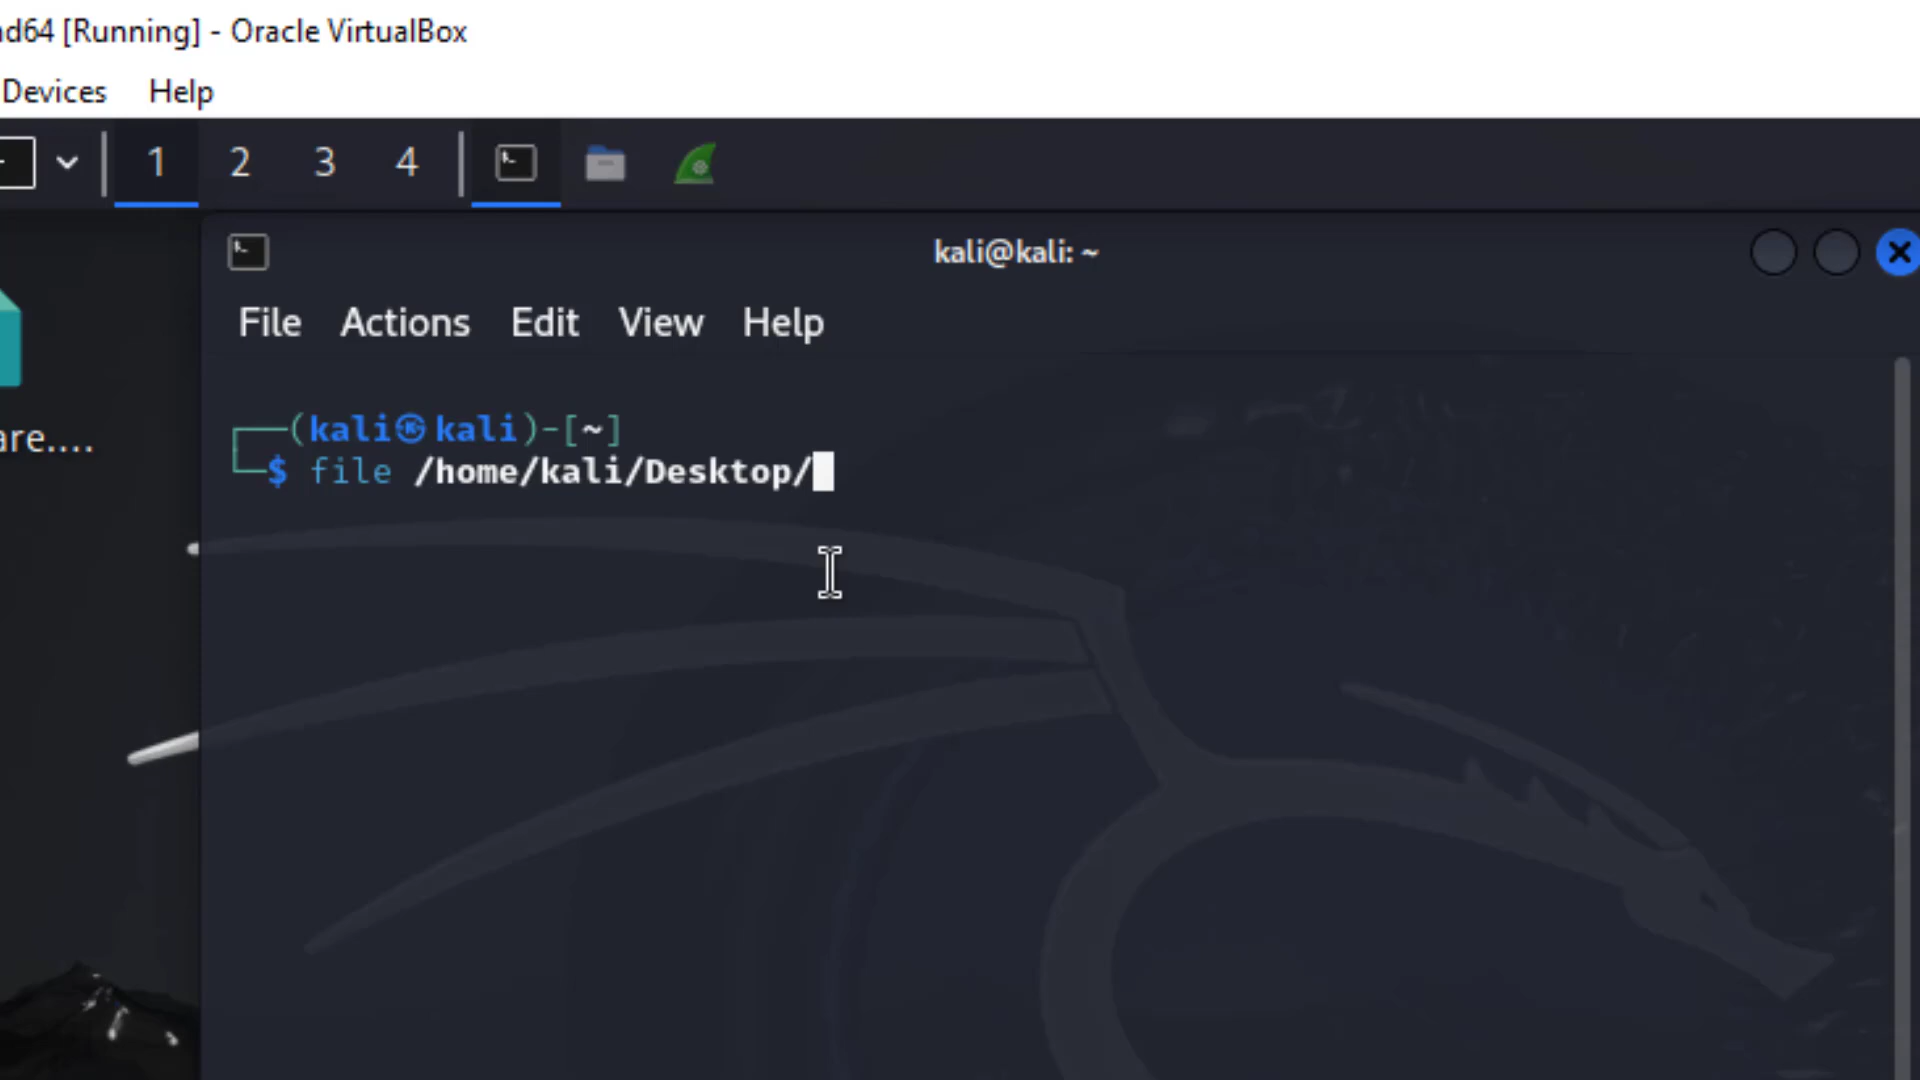 d64 [Running] - Oracle VirtualBox
Devices Help
1 2 3 4
kali@kali: ~
File Actions Edit View Help
are....
┌──(kali㉿kali)-[~]
└─$ file /home/kali/Desktop/